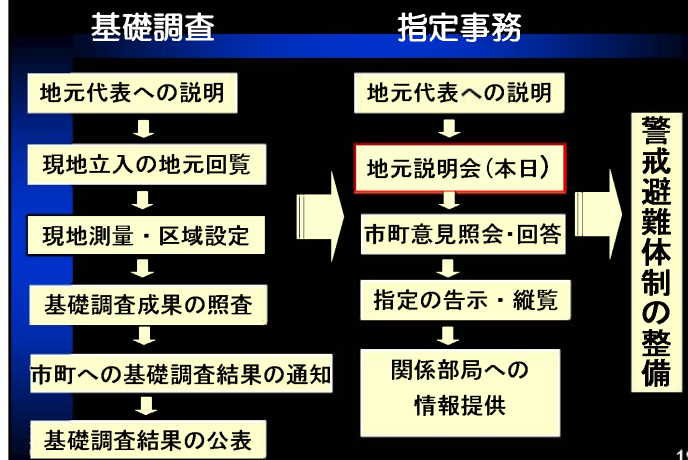 基礎調査
地元代表への説明
現地立入の地元回覧
現地測量・区域設定
基礎調査成果の照査
市町への基礎調査結果の通知
基礎調査結果の公表
指定事務
地元代表への説明
地元説明会（本日）
市町意見照会・回答
指定の告示・縦覧
関係部局への
情報提供
警戒避難体制の整備